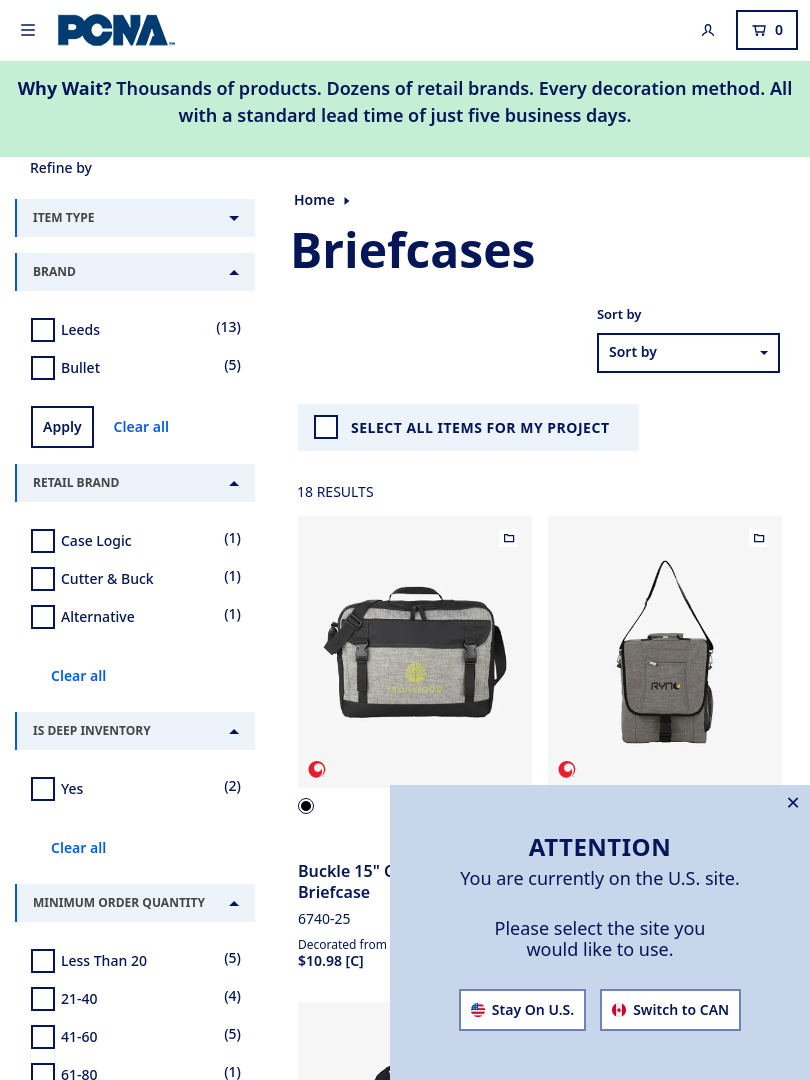 PCNA
0
Why Wait? Thousands of products. Dozens of retail brands. Every decoration method. All
with a standard lead time of just five business days.
Refine by
ITEM TYPE
BRAND
Leeds (13)
Bullet (5)
Apply Clear all
RETAIL BRAND
Case Logic (1)
Cutter & Buck (1)
Alternative (1)
Clear all
IS DEEP INVENTORY
Yes (2)
Clear all
MINIMUM ORDER QUANTITY
Less Than 20 (5)
21-40 (4)
41-60 (5)
61-80 (1)
Home
Briefcases
Sort by
Sort by
SELECT ALL ITEMS FOR MY PROJECT
18 RESULTS
IRONWOOD
RYNO
Buckle 15"
Briefcase
6740-25
Decorated from
$10.98 [C]
ATTENTION
You are currently on the U.S. site.
Please select the site you
would like to use.
Stay On U.S. Switch to CAN